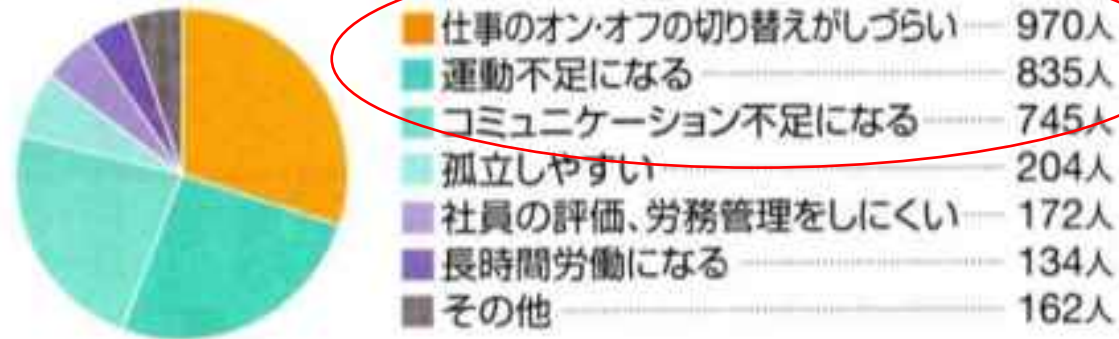 仕事のオン・オフの切り替えがしづらい 970人
運動不足になる 835人
コミュニケーション不足になる 745人
孤立しやすい 204人
社員の評価、労務管理をしにくい 172人
長時間労働になる 134人
その他 162人